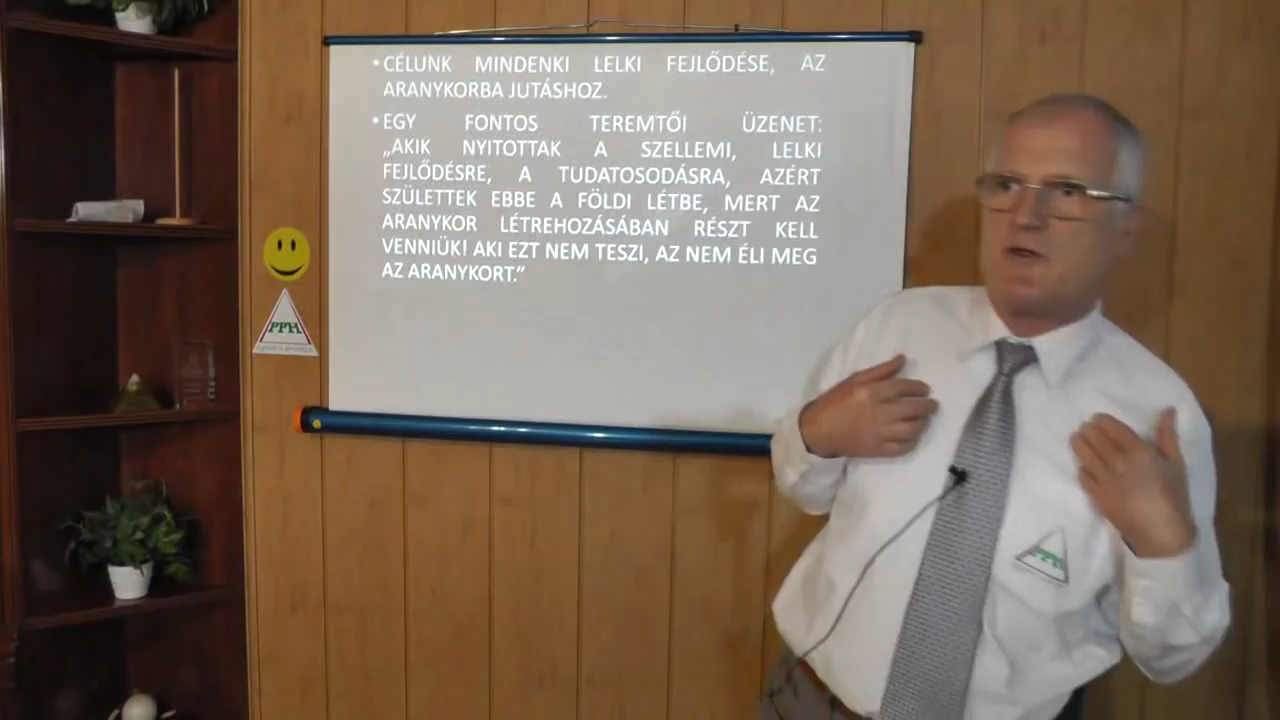 •CÉLUNK MINDENKI LELKI FEJLŐDÉSE, AZ
ARANYKORBA JUTÁSHOZ.
•EGY FONTOS TEREMTŐI ÜZENET:
„AKIK NYITOTTAK A SZELLEMI, LELKI
FEJLŐDÉSRE, A TUDATOSODÁSRA, AZÉRT
SZÜLETTEK EBBE A FÖLDI LÉTBE, MERT AZ
ARANYKOR LÉTREHOZÁSÁBAN RÉSZT KELL
VENNIÜK! AKI EZT NEM TESZI, AZ NEM ÉLI MEG
AZ ARANYKORT.”
PPH